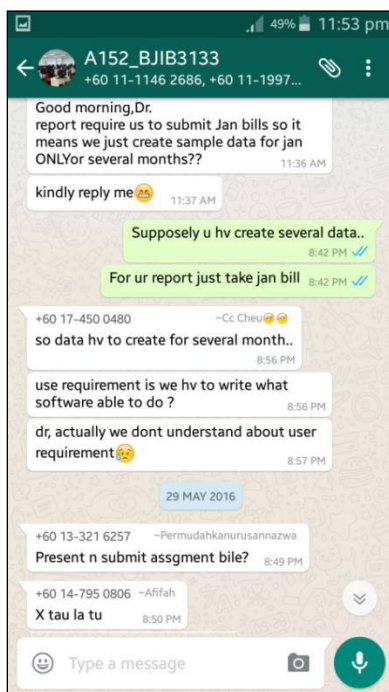 49% 11:53 pm
A152_BJIB3133
+60 11-1146 2686, +60 11-1997...
Good morning,Dr.
report require us to submit Jan bills so it
means we just create sample data for jan
ONLYor several months??
11:36 AM
kindly reply me😁 11:37 AM
Supposely u hv create several data..
8:42 PM
For ur report just take jan bill 8:42 PM
+60 17-450 0480 ~Cc Cheu🤕🤕
so data hv to create for several month..
8:56 PM
use requirement is we hv to write what
software able to do ? 8:56 PM
dr, actually we dont understand about user
requirement😥 8:57 PM
29 MAY 2016
+60 13-321 6257 ~Permudahkanurusannazwa
Present n submit assgment bile? 8:49 PM
+60 14-795 0806 ~Afifah
X tau la tu 8:50 PM
Type a message